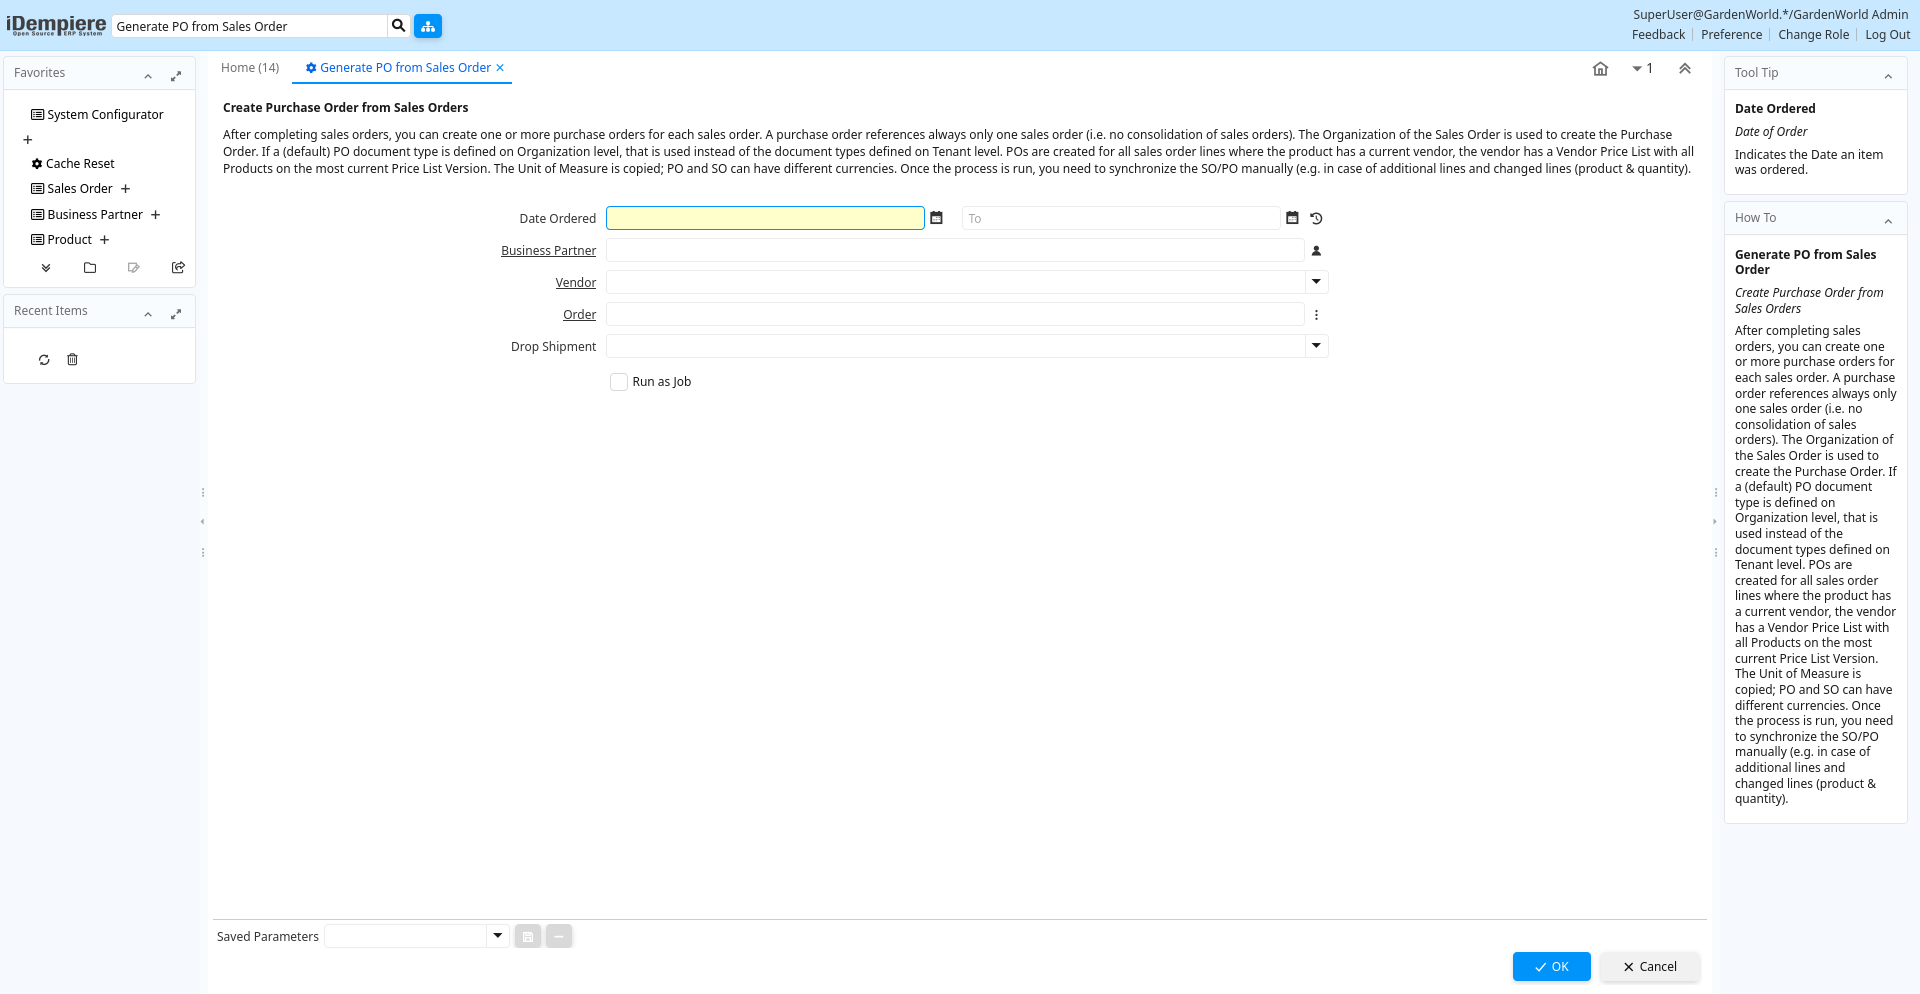 iDempiere
Open Source ERP System
Generate PO from Sales Order
SuperUser@GardenWorld.*/GardenWorld Admin
Feedback
Preference
Change Role
Log Out
Favorites
System Configurator
Cache Reset
Sales Order
Business Partner
Product
Recent Items
Home (14)
Generate PO from Sales Order
1
Create Purchase Order from Sales Orders
After completing sales orders, you can create one or more purchase orders for each sales order. A purchase order references always only one sales order (i.e. no consolidation of sales orders). The Organization of the Sales Order is used to create the Purchase
Order. If a (default) PO document type is defined on Organization level, that is used instead of the document types defined on Tenant level. POs are created for all sales order lines where the product has a current vendor, the vendor has a Vendor Price List with all
Products on the most current Price List Version. The Unit of Measure is copied; PO and SO can have different currencies. Once the process is run, you need to synchronize the SO/PO manually (e.g. in case of additional lines and changed lines (product & quantity).
Date Ordered
To
Business Partner
Vendor
Order
Drop Shipment
Run as Job
Saved Parameters
OK
Cancel
Tool Tip
Date Ordered
Date of Order
Indicates the Date an item
was ordered.
How To
Generate PO from Sales
Order
Create Purchase Order from
Sales Orders
After completing sales
orders, you can create one
or more purchase orders for
each sales order. A purchase
order references always only
one sales order (i.e. no
consolidation of sales
orders). The Organization of
the Sales Order is used to
create the Purchase Order. If
a (default) PO document
type is defined on
Organization level, that is
used instead of the
document types defined on
Tenant level. POs are
created for all sales order
lines where the product has
a current vendor, the vendor
has a Vendor Price List with
all Products on the most
current Price List Version.
The Unit of Measure is
copied; PO and SO can have
different currencies. Once
the process is run, you need
to synchronize the SO/PO
manually (e.g. in case of
additional lines and
changed lines (product &
quantity).